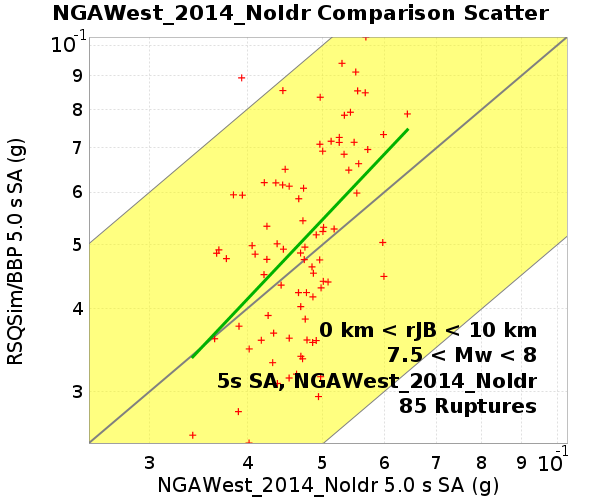 NGAWest_2014_NoIdr Comparison Scatter
10⁻¹
9
8
7
6
5
4
3
RSQSim/BBP 5.0 s SA (g)
0 km < rJB < 10 km
7.5 < Mw < 8
5s SA, NGAWest_2014_NoIdr
85 Ruptures
3 4 5 6 7 8 9 10⁻¹
NGAWest_2014_NoIdr 5.0 s SA (g)